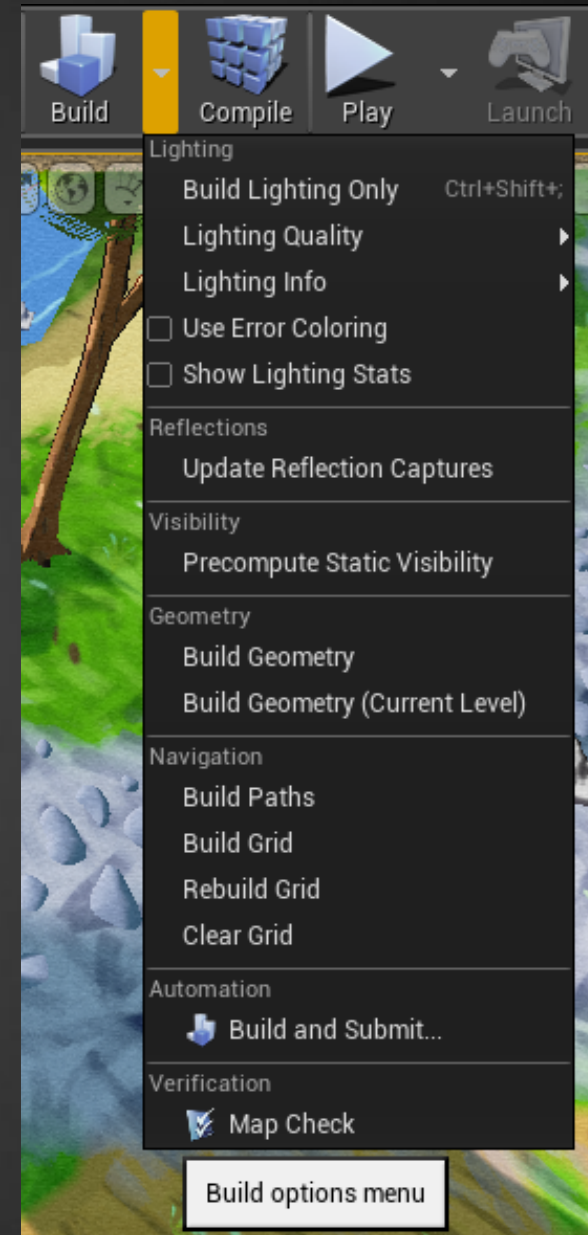 Build Compile Play Launch
Lighting
Build Lighting Only Ctrl+Shift+;
Lighting Quality
Lighting Info
Use Error Coloring
Show Lighting Stats
Reflections
Update Reflection Captures
Visibility
Precompute Static Visibility
Geometry
Build Geometry
Build Geometry (Current Level)
Navigation
Build Paths
Build Grid
Rebuild Grid
Clear Grid
Automation
Build and Submit...
Verification
Map Check
Build options menu